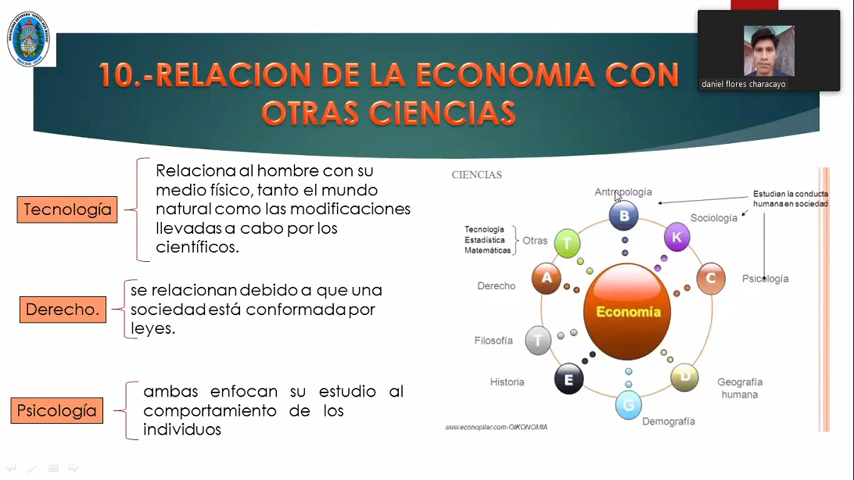 10.-RELACION DE LA ECONOMIA CON
OTRAS CIENCIAS
daniel flores characayo
Tecnología
Relaciona al hombre con su
medio físico, tanto el mundo
natural como las modificaciones
llevadas a cabo por los
científicos.
Derecho.
se relacionan debido a que una
sociedad está conformada por
leyes.
Psicología
ambas enfocan su estudio al
comportamiento de los
individuos
CIENCIAS
Antropología
Estudian la conducta
humana en sociedad
Sociología
Tecnología
Estadística
Matemáticas
Otras
B
K
T
A
C
Derecho
Psicología
Economía
Filosofía
T
Historia
E
D
G
Geografía
humana
Demografía
www.econopilar.com-OIKONOMIA